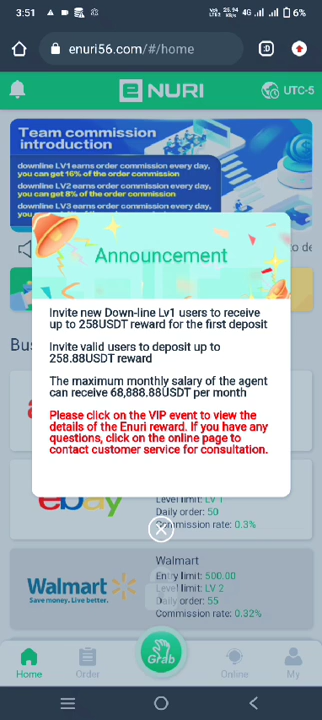 3:51
6%
enuri56.com/#/home
:D
ENURI
UTC-5
Team commission
introduction
downline LV1 earns order commission every day,
you can get 16% of the order commission
downline LV2 earns order commission every day,
you can get 8% of the order commission
downline LV3 earns order commission every day,
Announcement
Invite new Down-line Lv1 users to receive
up to 258USDT reward for the first deposit
Invite valid users to deposit up to
258.88USDT reward
The maximum monthly salary of the agent
can receive 68,888.88USDT per month
Please click on the VIP event to view the
details of the Enuri reward. If you have any
questions, click on the online page to
contact customer service for consultation.
ebay
Level limit: LV 1
Daily order: 50
Commission rate: 0.3%
Walmart
Walmart
Save money. Live better.
Entry limit: 500.00
Level limit: LV 2
Daily order: 55
Commission rate: 0.32%
Home
Order
Grab
Online
My